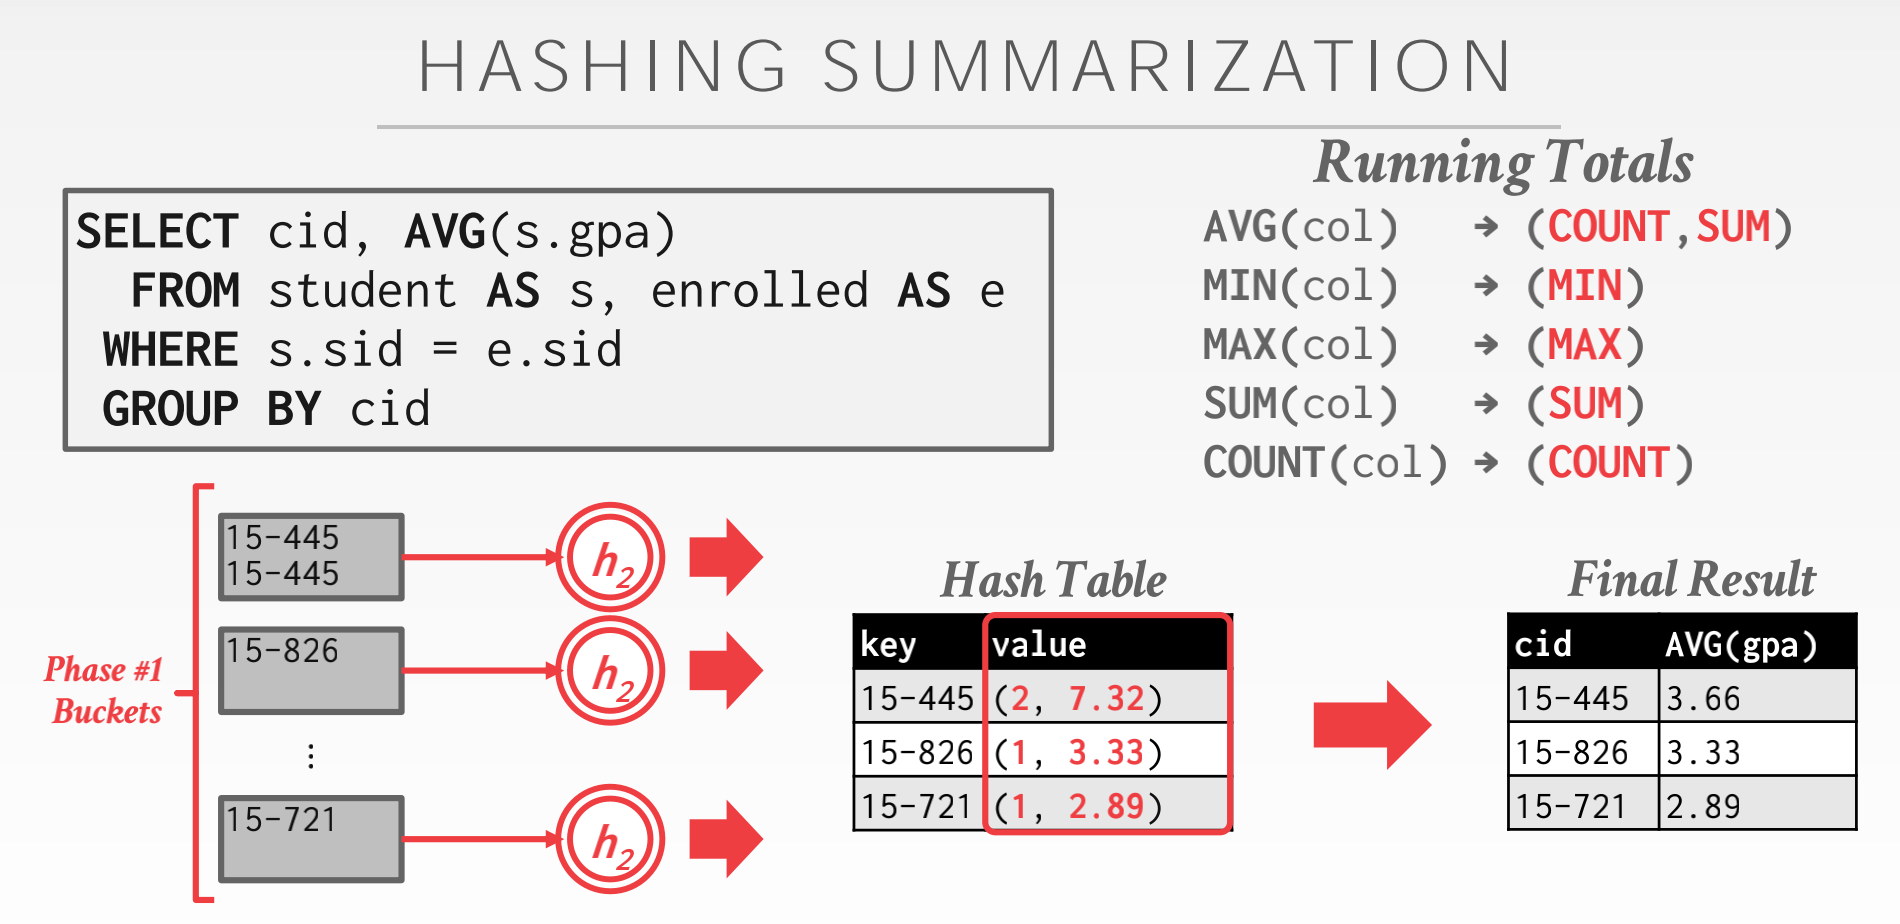 HASHING SUMMARIZATION
SELECT cid, AVG(s.gpa)
FROM student AS s, enrolled AS e
WHERE s.sid = e.sid
GROUP BY cid
Running Totals
AVG(col) → (COUNT,SUM)
MIN(col) → (MIN)
MAX(col) → (MAX)
SUM(col) → (SUM)
COUNT(col) → (COUNT)
Phase #1
Buckets
15-445
15-445
h2
15-826
h2
⋮
15-721
h2
Hash Table
key value
15-445 (2, 7.32)
15-826 (1, 3.33)
15-721 (1, 2.89)
Final Result
cid AVG(gpa)
15-445 3.66
15-826 3.33
15-721 2.89